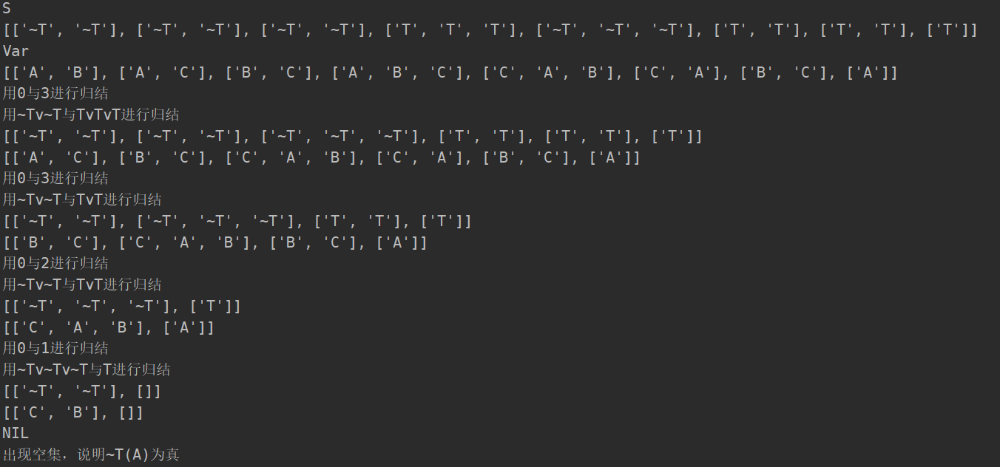 S
[['~T', '~T'], ['~T', '~T'], ['~T', '~T'], ['T', 'T', 'T'], ['~T', '~T', '~T'], ['T', 'T'], ['T', 'T'], ['T']]
Var
[['A', 'B'], ['A', 'C'], ['B', 'C'], ['A', 'B', 'C'], ['C', 'A', 'B'], ['C', 'A'], ['B', 'C'], ['A']]
用0与3进行归结
用~Tv~T与TvTvT进行归结
[['~T', '~T'], ['~T', '~T'], ['~T', '~T', '~T'], ['T', 'T'], ['T', 'T'], ['T']]
[['A', 'C'], ['B', 'C'], ['C', 'A', 'B'], ['C', 'A'], ['B', 'C'], ['A']]
用0与3进行归结
用~Tv~T与TvT进行归结
[['~T', '~T'], ['~T', '~T', '~T'], ['T', 'T'], ['T']]
[['B', 'C'], ['C', 'A', 'B'], ['B', 'C'], ['A']]
用0与2进行归结
用~Tv~T与TvT进行归结
[['~T', '~T', '~T'], ['T']]
[['C', 'A', 'B'], ['A']]
用0与1进行归结
用~Tv~Tv~T与T进行归结
[['~T', '~T'], []]
[['C', 'B'], []]
NIL
出现空集，说明~T(A)为真